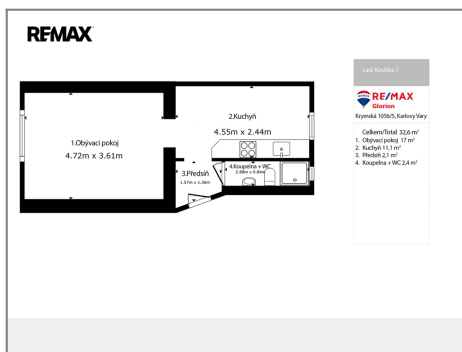 RE/MAX
Lad. Koubka 7
RE/MAX
Glorion
Krymská 1056/5, Karlovy Vary
Celkem/Total 32,6 m²
1. Obývací pokoj 17 m²
2. Kuchyň 11,1 m²
3. Předsíň 2,1 m²
4. Koupelna + WC 2,4 m²
1.Obývací pokoj
4.72m x 3.61m
2.Kuchyň
4.55m x 2.44m
3.Předsíň
1.57m x 1.36m
4.Koupelna + WC
2.88m x 0.84m